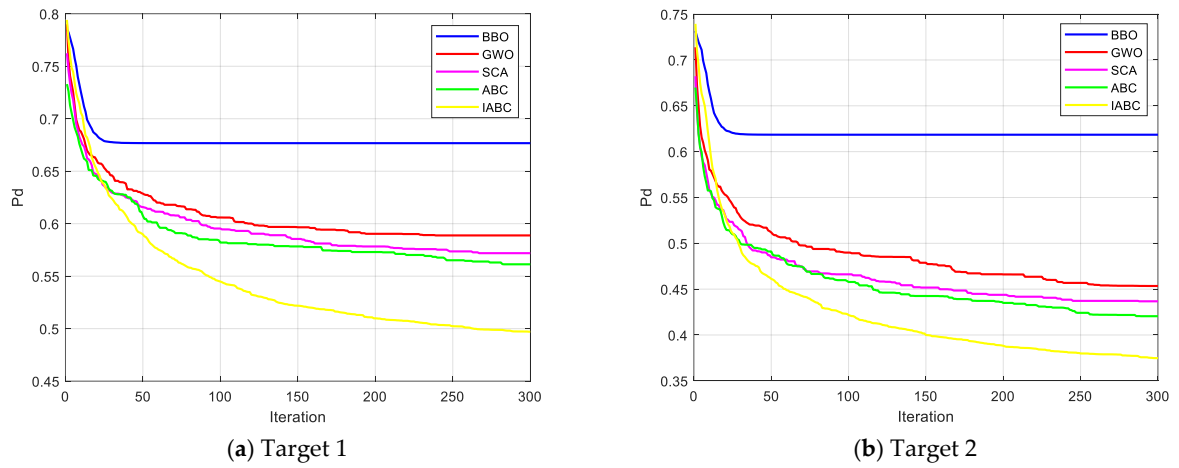 0.8
0.75
0.7
0.65
0.6
0.55
0.5
0.45
Pd
0 50 100 150 200 250 300
Iteration
BBO
GWO
SCA
ABC
IABC
(a) Target 1
0.75
0.7
0.65
0.6
0.55
0.5
0.45
0.4
0.35
Pd
0 50 100 150 200 250 300
Iteration
BBO
GWO
SCA
ABC
IABC
(b) Target 2